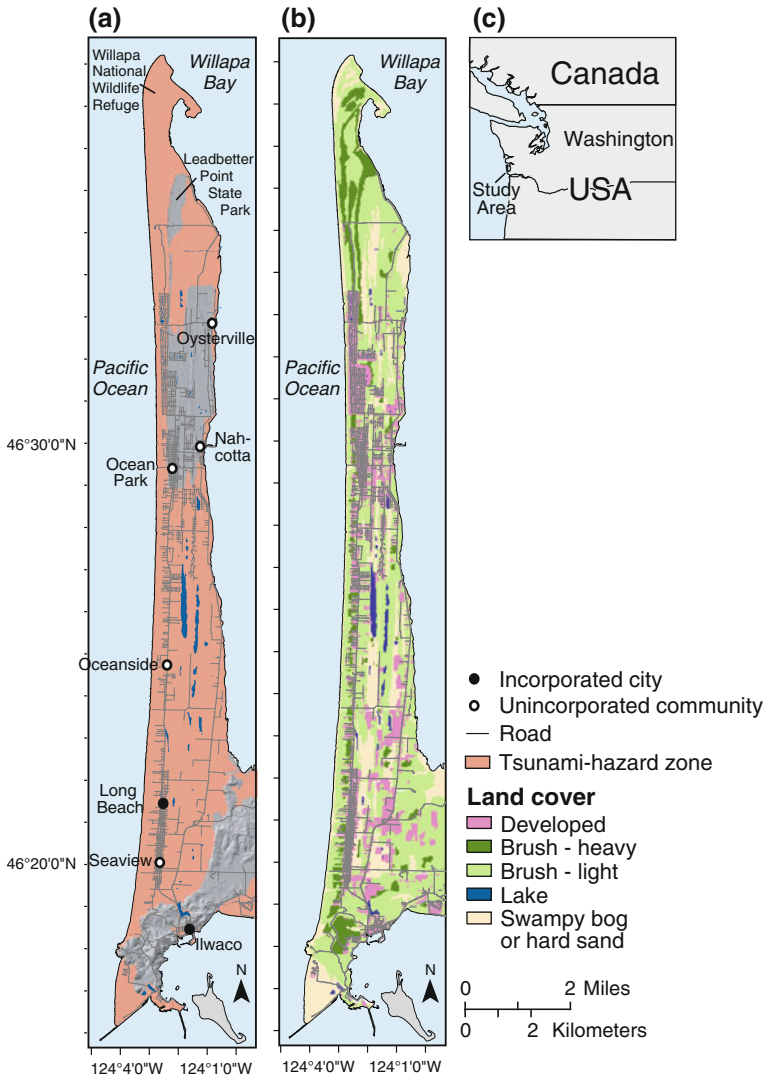 (a)
Willapa
National
Wildlife
Refuge
Willapa
Bay
Leadbetter
Point
State
Park
Oysterville
Pacific
Ocean
46°30'0"N
Nah-
cotta
Ocean
Park
Oceanside
Long
Beach
46°20'0"N
Seaview
Ilwaco
N
124°4'0"W
124°1'0"W
(b)
Willapa
Bay
Pacific
Ocean
N
124°4'0"W
124°1'0"W
(c)
Canada
Washington
Study
Area
USA
Incorporated city
Unincorporated community
Road
Tsunami-hazard zone
Land cover
Developed
Brush - heavy
Brush - light
Lake
Swampy bog
or hard sand
0 2 Miles
0 2 Kilometers